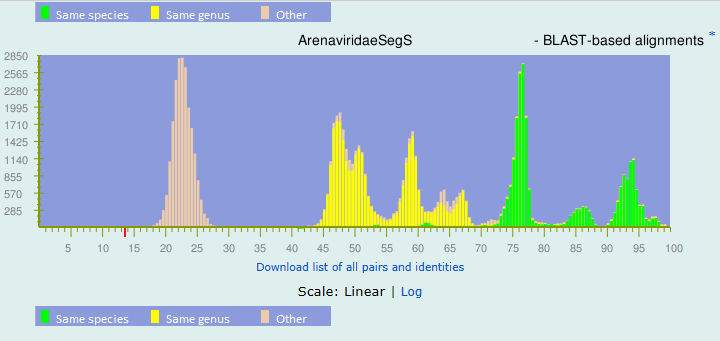 Same species Same genus Other
ArenaviridaeSegS - BLAST-based alignments *
2850
2565
2280
1995
1710
1425
1140
855
570
285
5 10 15 20 25 30 35 40 45 50 55 60 65 70 75 80 85 90 95 100
Download list of all pairs and identities
Scale: Linear | Log
Same species Same genus Other